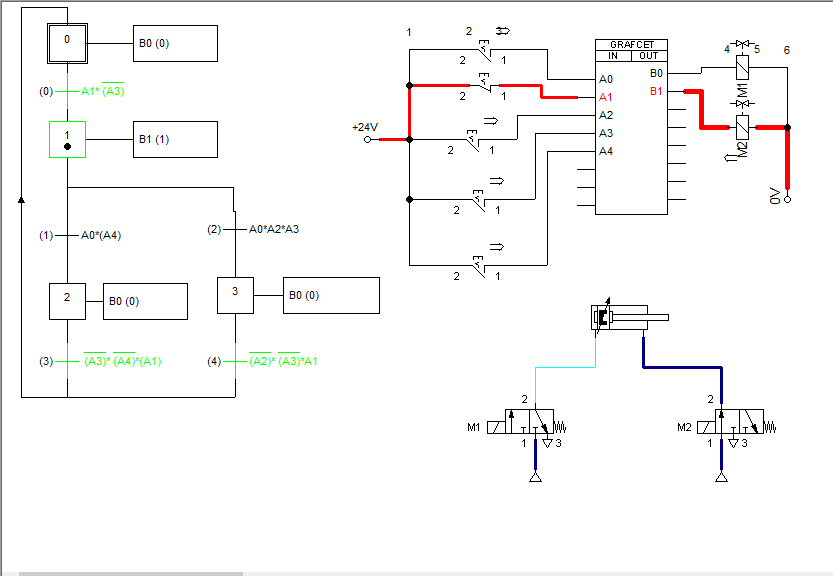 0
B0 (0)
(0)
A1* (A3)
1
B1 (1)
(1)
A0*(A4)
(2)
A0*A2*A3
2
B0 (0)
3
B0 (0)
(3)
(A3)* (A4)*(A1)
(4)
(A2)* (A3)*A1
1
2
3
2
1
2
1
+24V
2
1
2
1
2
1
GRAFCET
IN
OUT
A0
A1
A2
A3
A4
B0
B1
4
5
6
M1
M2
0V
M1
2
1
3
M2
2
1
3